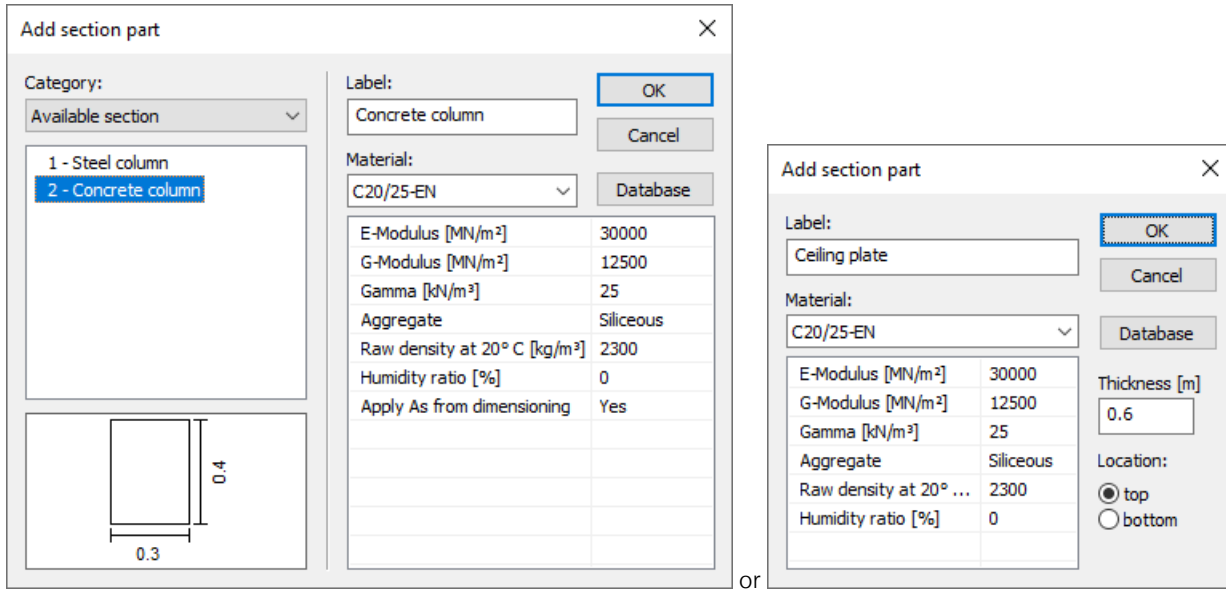 Add section part
Category:
Available section
1 - Steel column
2 - Concrete column
0.4
0.3
Label:
Concrete column
OK
Cancel
Material:
C20/25-EN
Database
E-Modulus [MN/m²] 30000
G-Modulus [MN/m²] 12500
Gamma [kN/m³] 25
Aggregate Siliceous
Raw density at 20° C [kg/m³] 2300
Humidity ratio [%] 0
Apply As from dimensioning Yes
or
Add section part
Label:
Ceiling plate
OK
Cancel
Material:
C20/25-EN
Database
E-Modulus [MN/m²] 30000
G-Modulus [MN/m²] 12500
Gamma [kN/m³] 25
Aggregate Siliceous
Raw density at 20° ... 2300
Humidity ratio [%] 0
Thickness [m]
0.6
Location:
top
bottom